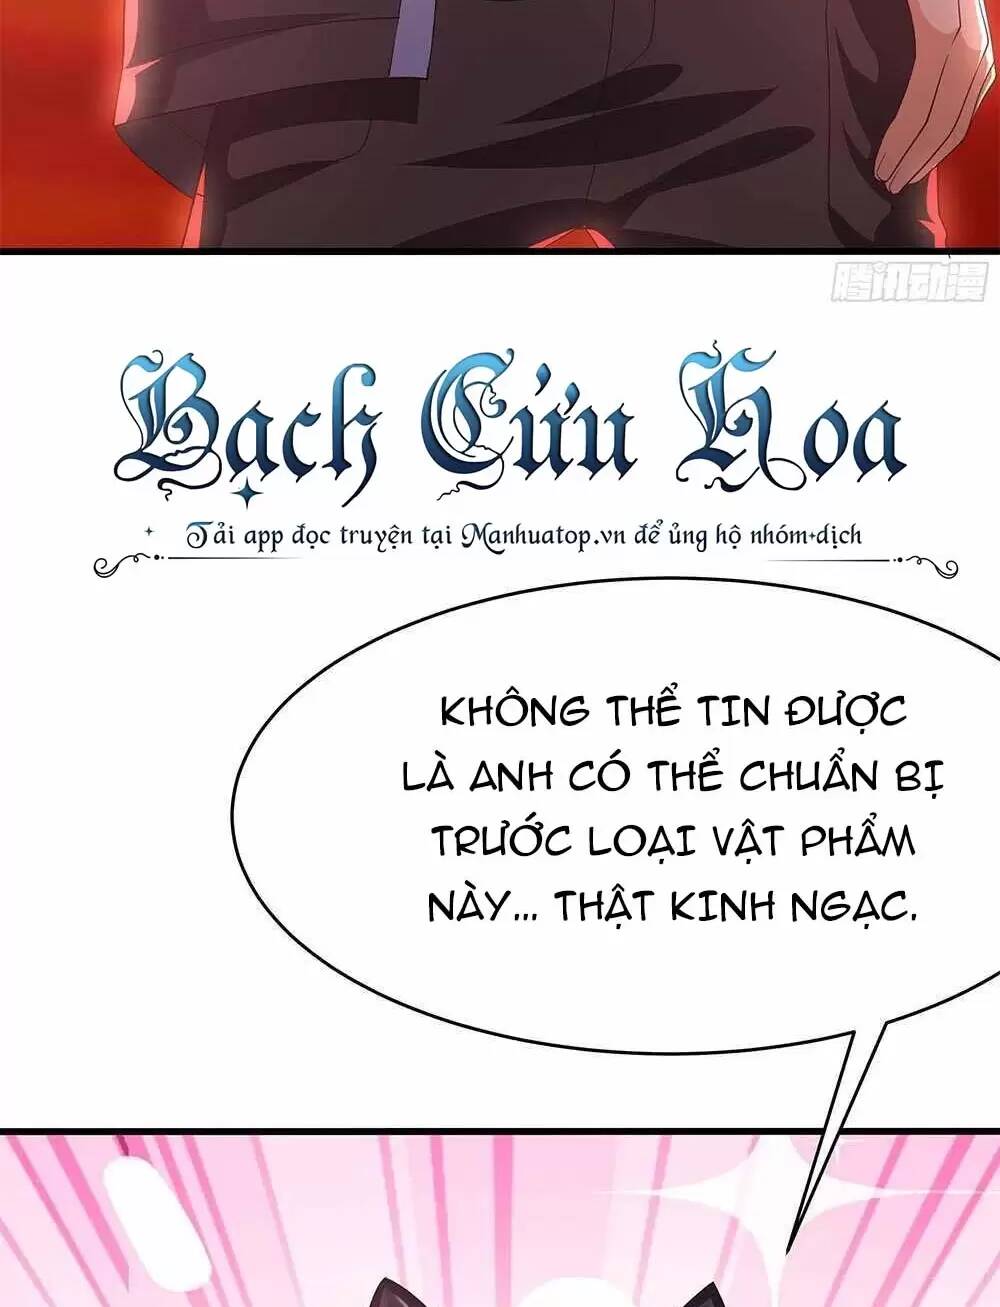 腾讯动漫
Bạch Cửu Hoa
Tải app đọc truyện tại Manhuatop.vn để ủng hộ nhóm dịch
KHÔNG THỂ TIN ĐƯỢC
LÀ ANH CÓ THỂ CHUẨN BỊ
TRƯỚC LOẠI VẬT PHẨM
NÀY... THẬT KINH NGẠC.